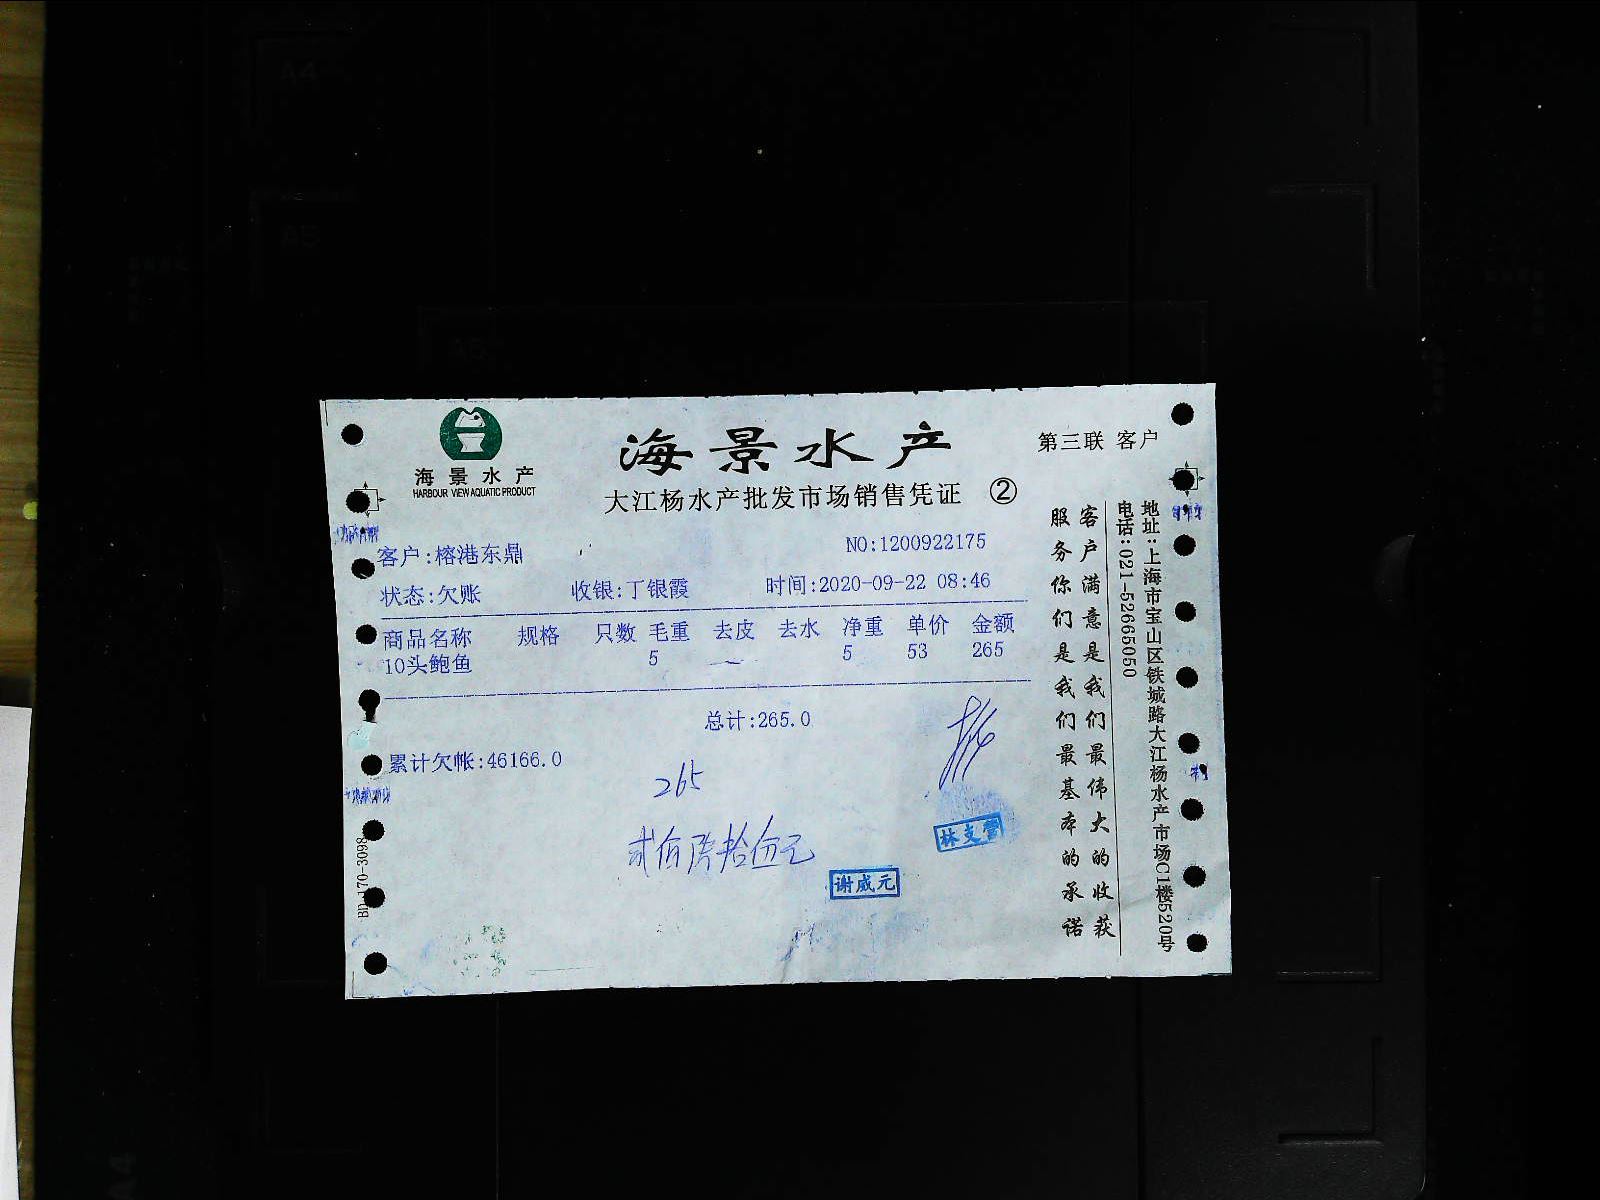 海景水产
HARBOUR VIEW AQUATIC PRODUCT
海景水产
大江杨水产批发市场销售凭证 ②
第三联 客户
客户:榕港东鼎
NO:1200922175
状态:欠账 收银:丁银霞 时间:2020-09-22 08:46
商品名称 规格 只数 毛重 去皮 去水 净重 单价 金额
10头鲍鱼 5 5 53 265
总计:265.0
累计欠帐:46166.0
265
贰佰陆拾伍元
林支管
谢威元
客户满意是我们最伟大的收获
服务你们是我们最基本的承诺
地址:上海市宝山区铁城路大江杨水产市场C1楼520号
电话:021-52665050
A4
A5